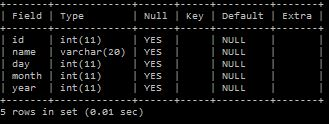 +-------+-------------+------+-----+---------+-------+
| Field | Type        | Null | Key | Default | Extra |
+-------+-------------+------+-----+---------+-------+
| id    | int(11)     | YES  |     | NULL    |       |
| name  | varchar(20) | YES  |     | NULL    |       |
| day   | int(11)     | YES  |     | NULL    |       |
| month | int(11)     | YES  |     | NULL    |       |
| year  | int(11)     | YES  |     | NULL    |       |
+-------+-------------+------+-----+---------+-------+
5 rows in set (0.01 sec)